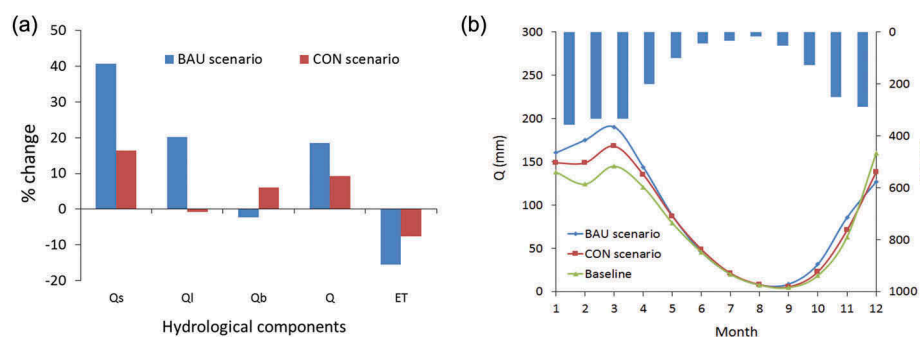 (a)
50
40
30
20
10
0
-10
-20
% change
BAU scenario
CON scenario
Qs
Ql
Qb
Q
ET
Hydrological components
(b)
300
250
200
150
100
50
0
Q (mm)
BAU scenario
CON scenario
Baseline
1 2 3 4 5 6 7 8 9 10 11 12
Month
0
200
400
600
800
1000